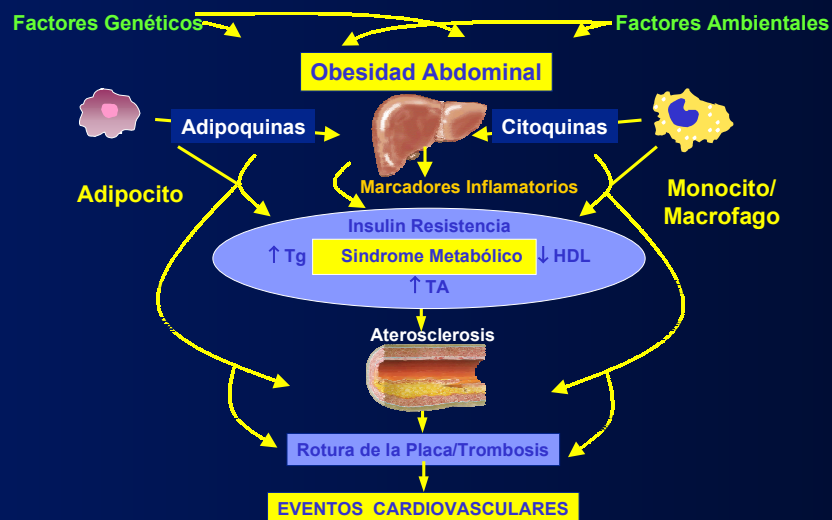 Factores Genéticos
Factores Ambientales
Obesidad Abdominal
Adipoquinas
Citoquinas
Adipocito
Marcadores Inflamatorios
Monocito/
Macrofago
Insulin Resistencia
↑ Tg
Sindrome Metabólico
↓ HDL
↑ TA
Aterosclerosis
Rotura de la Placa/Trombosis
EVENTOS CARDIOVASCULARES